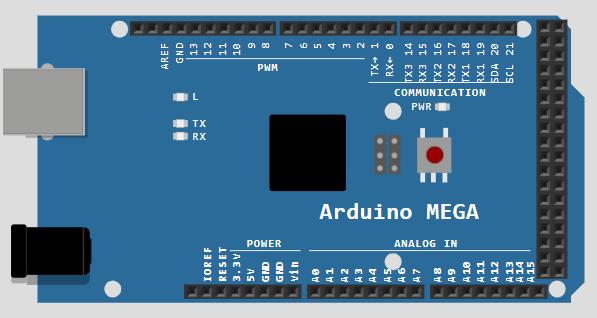 AREF GND 13 12 11 10 9 8 7 6 5 4 3 2 TX→ 1 RX← 0 TX3 14 RX3 15 TX2 16 RX2 17 TX1 18 RX1 19 SDA 20 SCL 21
PWM
COMMUNICATION
L
PWR
TX
RX
Arduino MEGA
POWER ANALOG IN
IOREF RESET 3.3V 5V GND GND Vin A0 A1 A2 A3 A4 A5 A6 A7 A8 A9 A10 A11 A12 A13 A14 A15